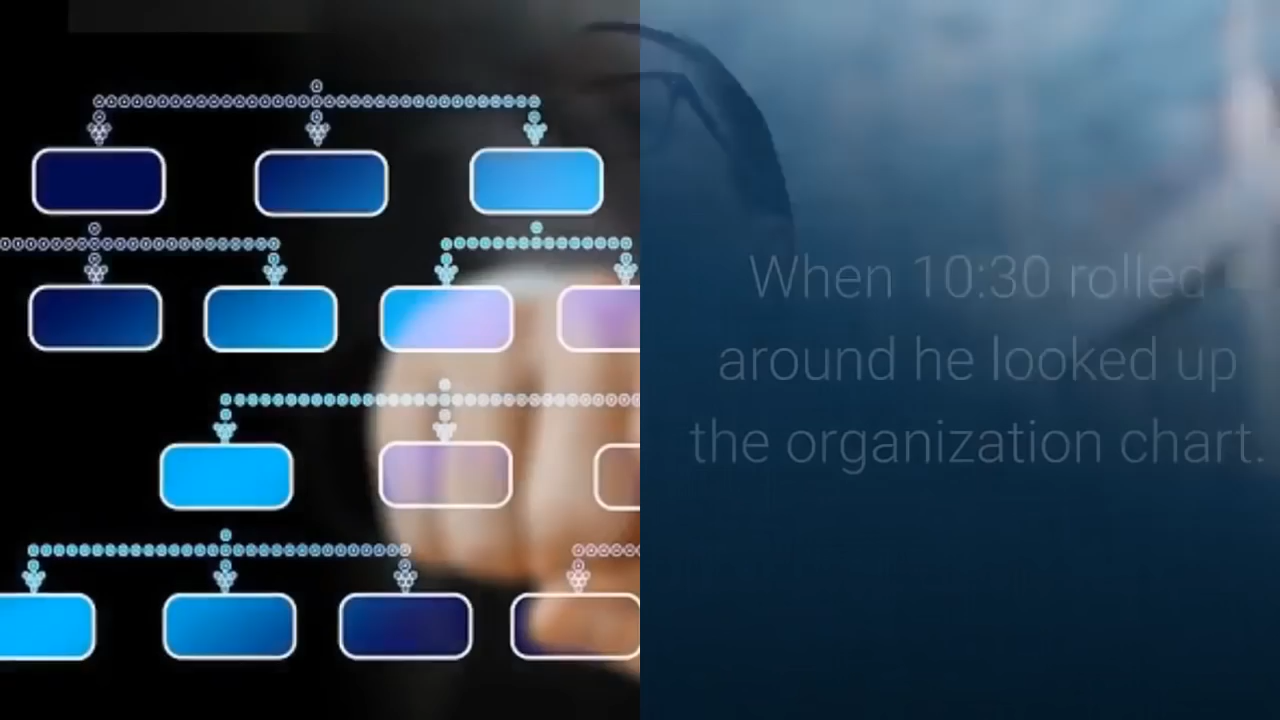 When 10:30 rolled
around he looked up
the organization chart.